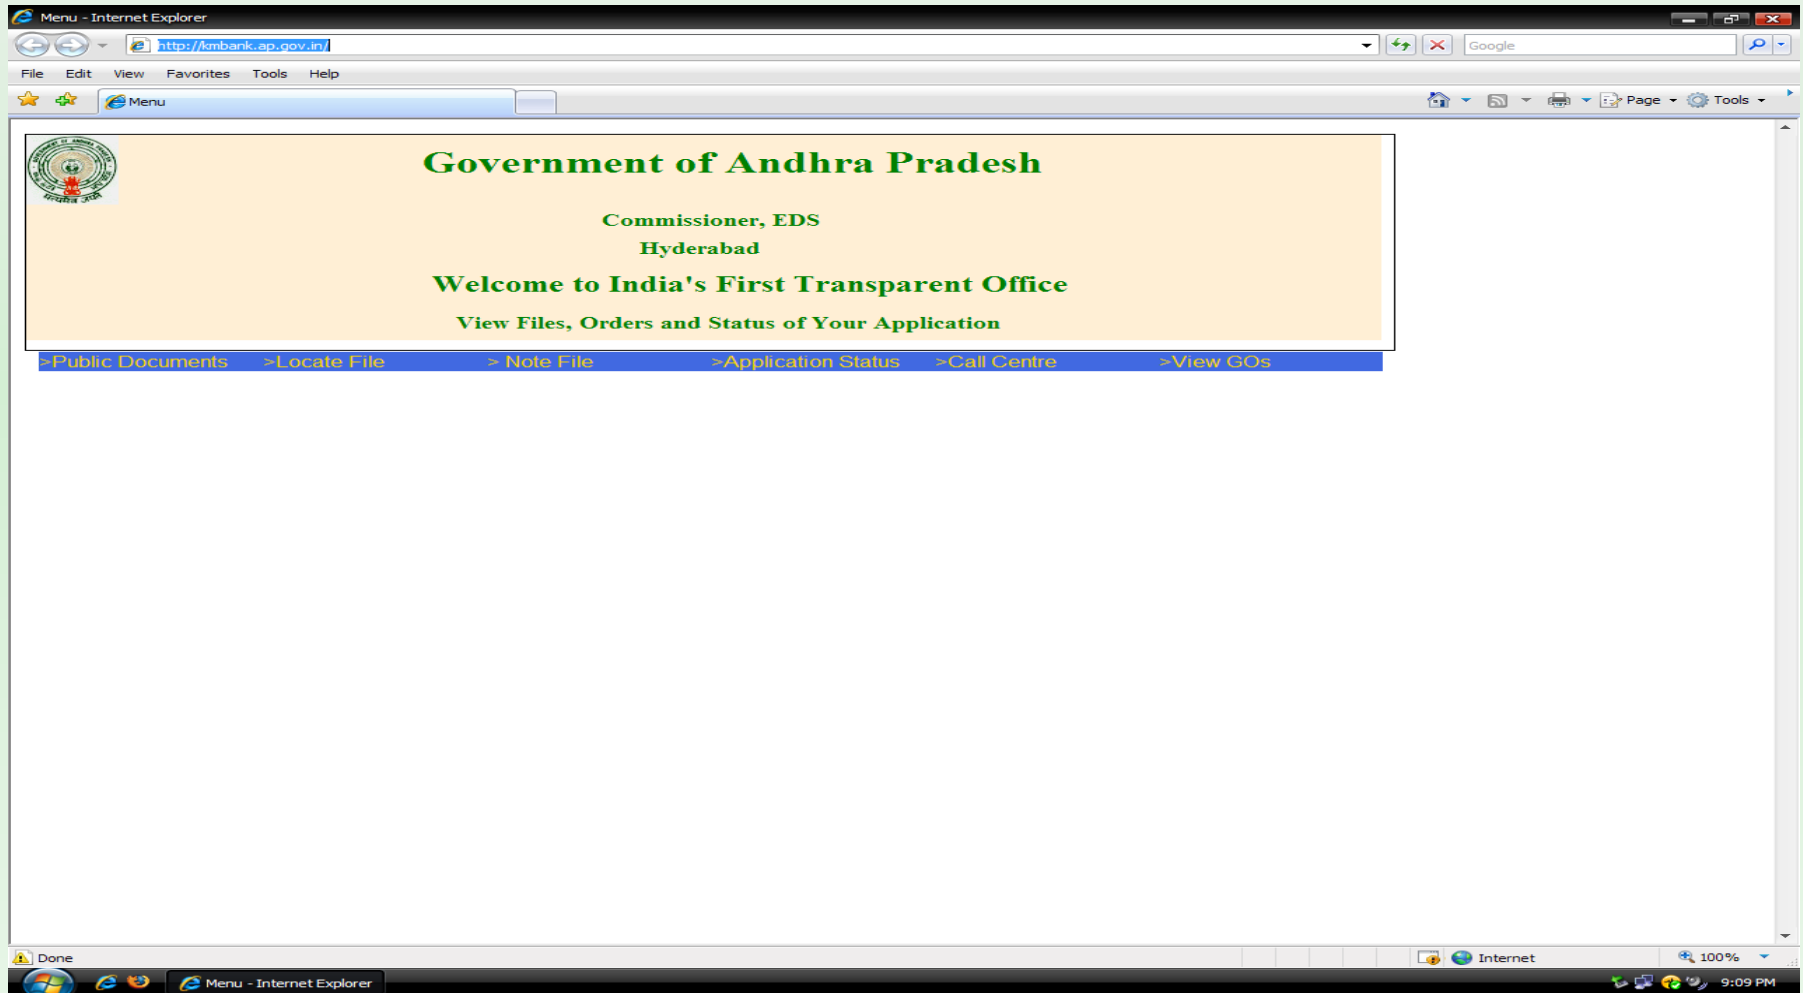 Menu - Internet Explorer
http://kmbank.ap.gov.in/
Google
File Edit View Favorites Tools Help
Menu
Page Tools
Government of Andhra Pradesh
Commissioner, EDS
Hyderabad
Welcome to India's First Transparent Office
View Files, Orders and Status of Your Application
>Public Documents >Locate File > Note File >Application Status >Call Centre >View GOs
Done Internet 100%
Menu - Internet Explorer 9:09 PM